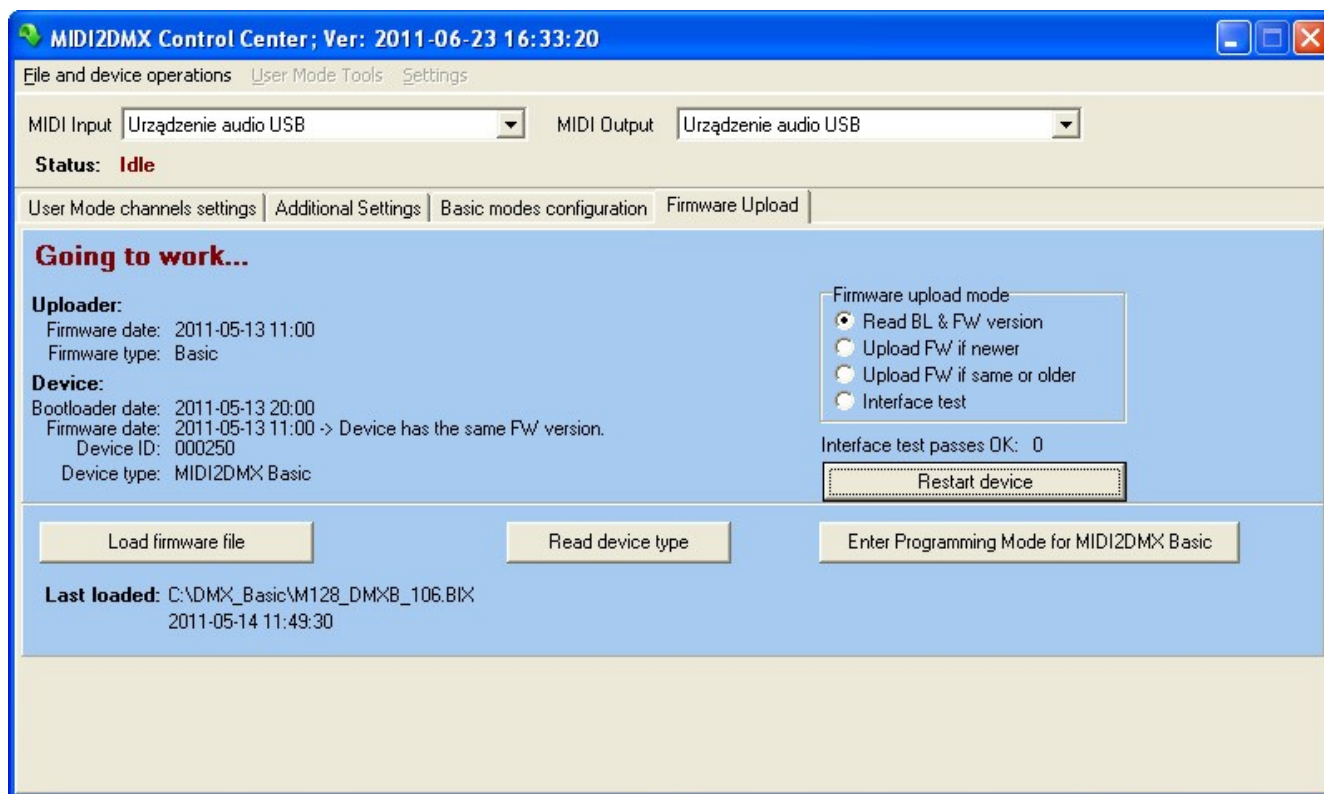 MIDI2DMX Control Center; Ver: 2011-06-23 16:33:20
File and device operations User Mode Tools Settings
MIDI Input Urządzenie audio USB MIDI Output Urządzenie audio USB
Status: Idle
User Mode channels settings Additional Settings Basic modes configuration Firmware Upload
Going to work...
Uploader:
Firmware date: 2011-05-13 11:00
Firmware type: Basic
Device:
Bootloader date: 2011-05-13 20:00
Firmware date: 2011-05-13 11:00 -> Device has the same FW version.
Device ID: 000250
Device type: MIDI2DMX Basic
Firmware upload mode
Read BL & FW version
Upload FW if newer
Upload FW if same or older
Interface test
Interface test passes OK: 0
Restart device
Load firmware file Read device type Enter Programming Mode for MIDI2DMX Basic
Last loaded: C:\DMX_Basic\M128_DMXB_106.BIX
2011-05-14 11:49:30